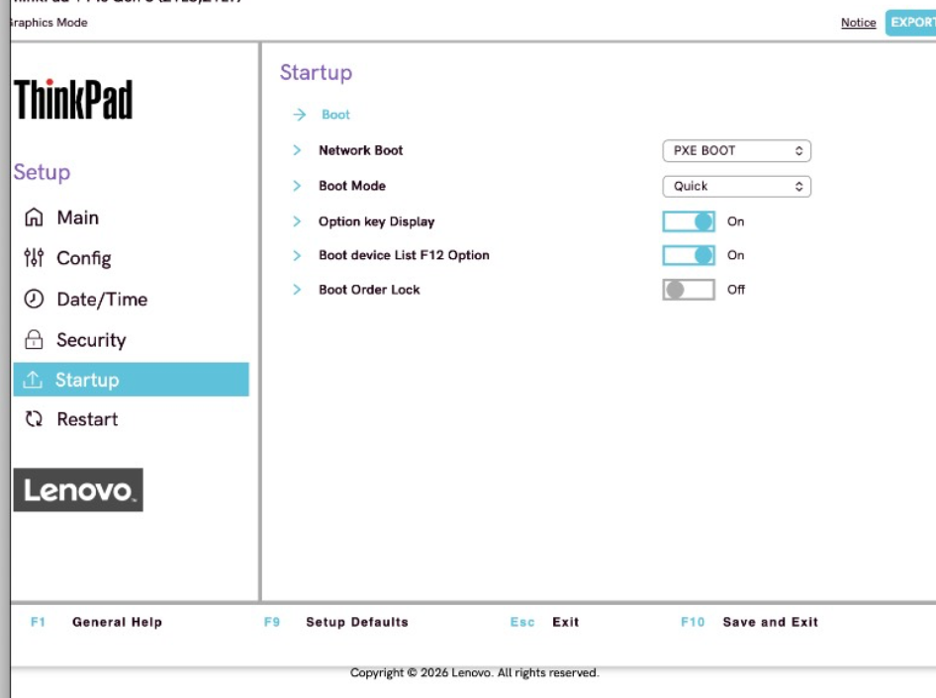 Graphics Mode
Notice EXPORT
ThinkPad
Setup
Main
Config
Date/Time
Security
Startup
Restart
Lenovo
Startup
Boot
Network Boot PXE BOOT
Boot Mode Quick
Option key Display On
Boot device List F12 Option On
Boot Order Lock Off
F1 General Help F9 Setup Defaults Esc Exit F10 Save and Exit
Copyright © 2026 Lenovo. All rights reserved.